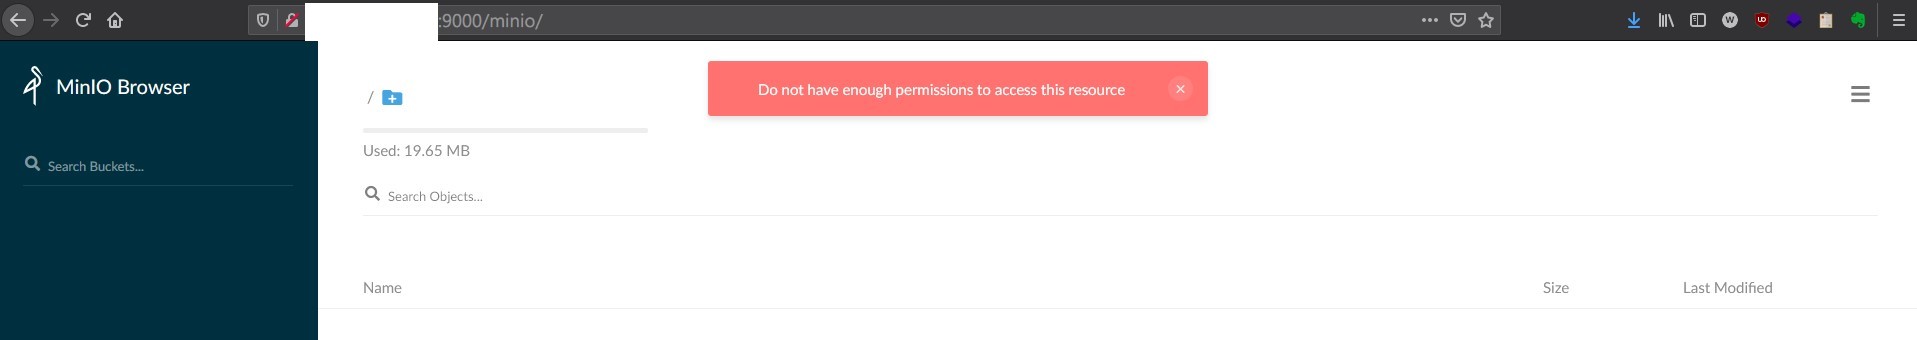 :9000/minio/
MinIO Browser
Do not have enough permissions to access this resource
/
Used: 19.65 MB
Search Buckets...
Search Objects...
Name Size Last Modified